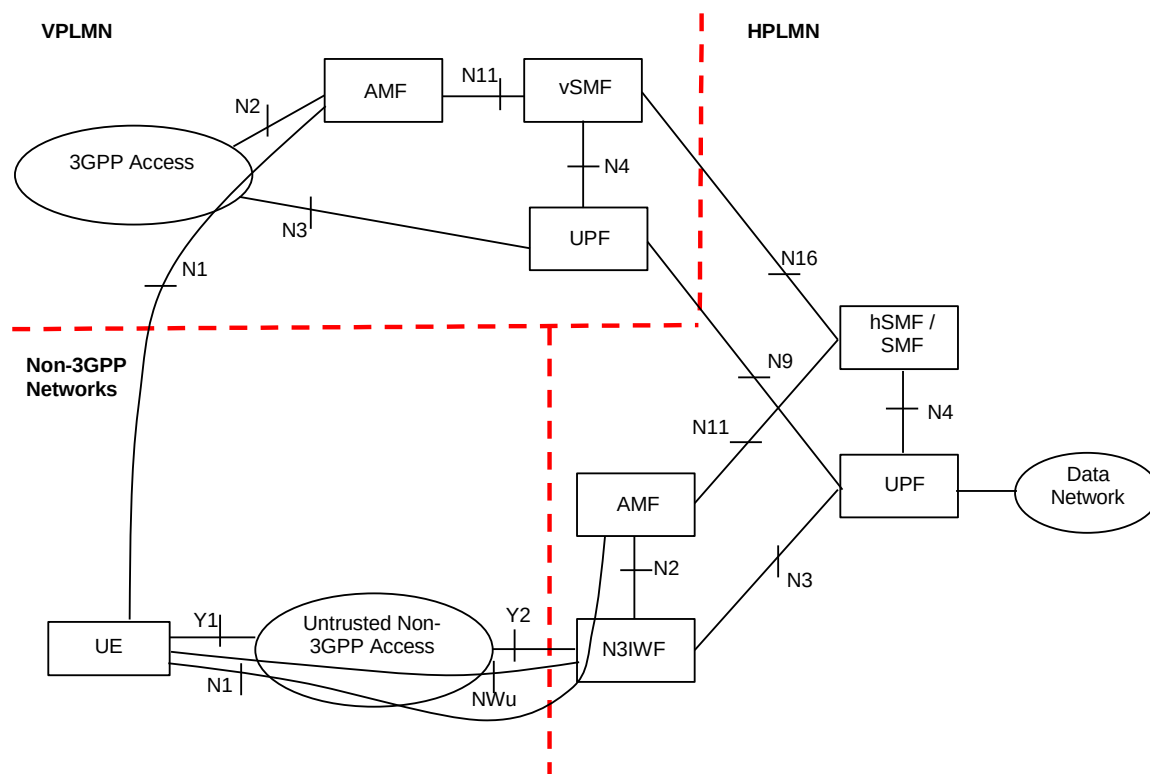 VPLMN
HPLMN
N11
AMF
vSMF
N2
3GPP Access
N4
N3
UPF
N1
N16
hSMF /
SMF
Non-3GPP
Networks
N9
N4
N11
Data
Network
UPF
AMF
N2
N3
Y1
Untrusted Non-
3GPP Access
Y2
UE
N3IWF
N1
NWu